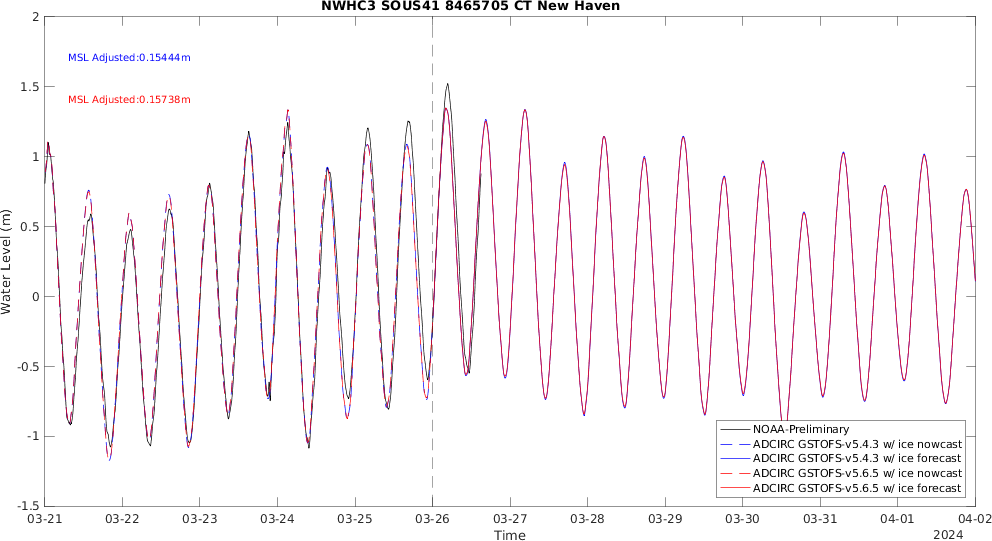 NWHC3 SOUS41 8465705 CT New Haven
MSL Adjusted:0.15444m
MSL Adjusted:0.15738m
Water Level (m)
2
1.5
1
0.5
0
-0.5
-1
-1.5
NOAA-Preliminary
ADCIRC GSTOFS-v5.4.3 w/ ice nowcast
ADCIRC GSTOFS-v5.4.3 w/ ice forecast
ADCIRC GSTOFS-v5.6.5 w/ ice nowcast
ADCIRC GSTOFS-v5.6.5 w/ ice forecast
03-21 03-22 03-23 03-24 03-25 03-26 03-27 03-28 03-29 03-30 03-31 04-01 04-02
Time
2024